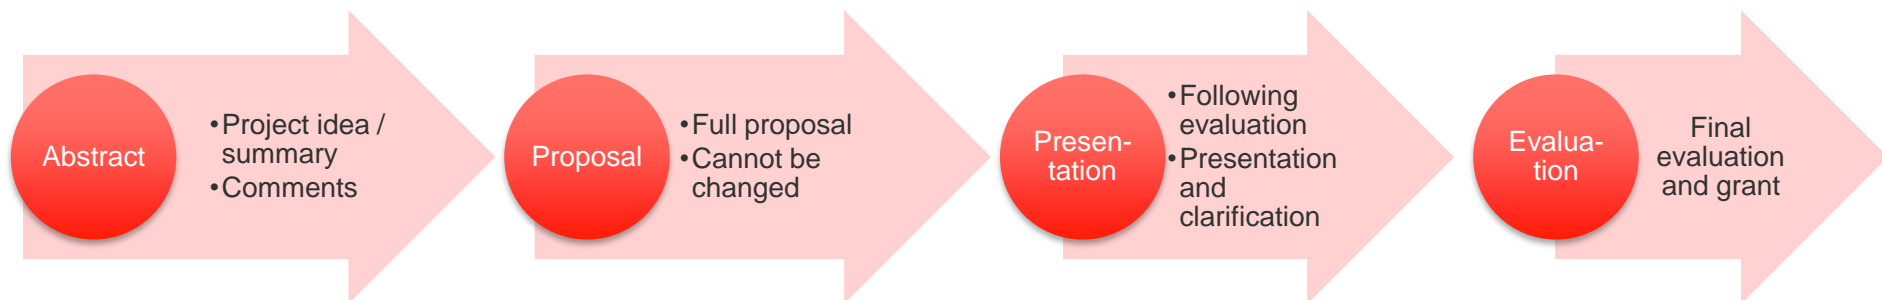 Abstract
•Project idea /
summary
•Comments
Proposal
•Full proposal
•Cannot be
changed
Presen-
tation
•Following
evaluation
•Presentation
and
clarification
Evalua-
tion
Final
evaluation
and grant